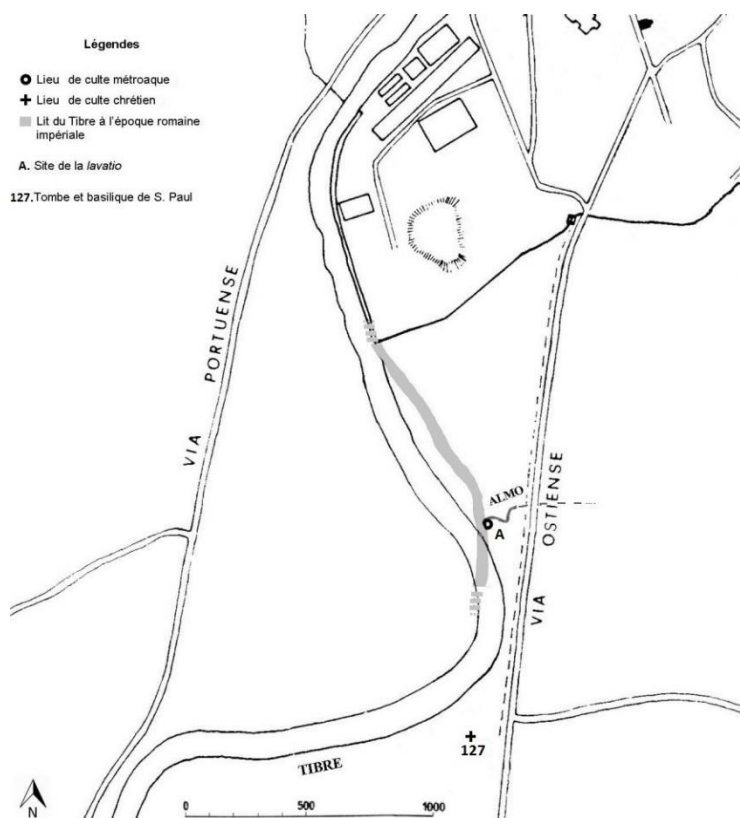 Légendes
Lieu de culte métroaque
Lieu de culte chrétien
Lit du Tibre à l'époque romaine
impériale
A. Site de la lavatio
127.Tombe et basilique de S. Paul
VIA PORTUENSE
ALMO
A
VIA OSTIENSE
127
TIBRE
N
0 500 1000